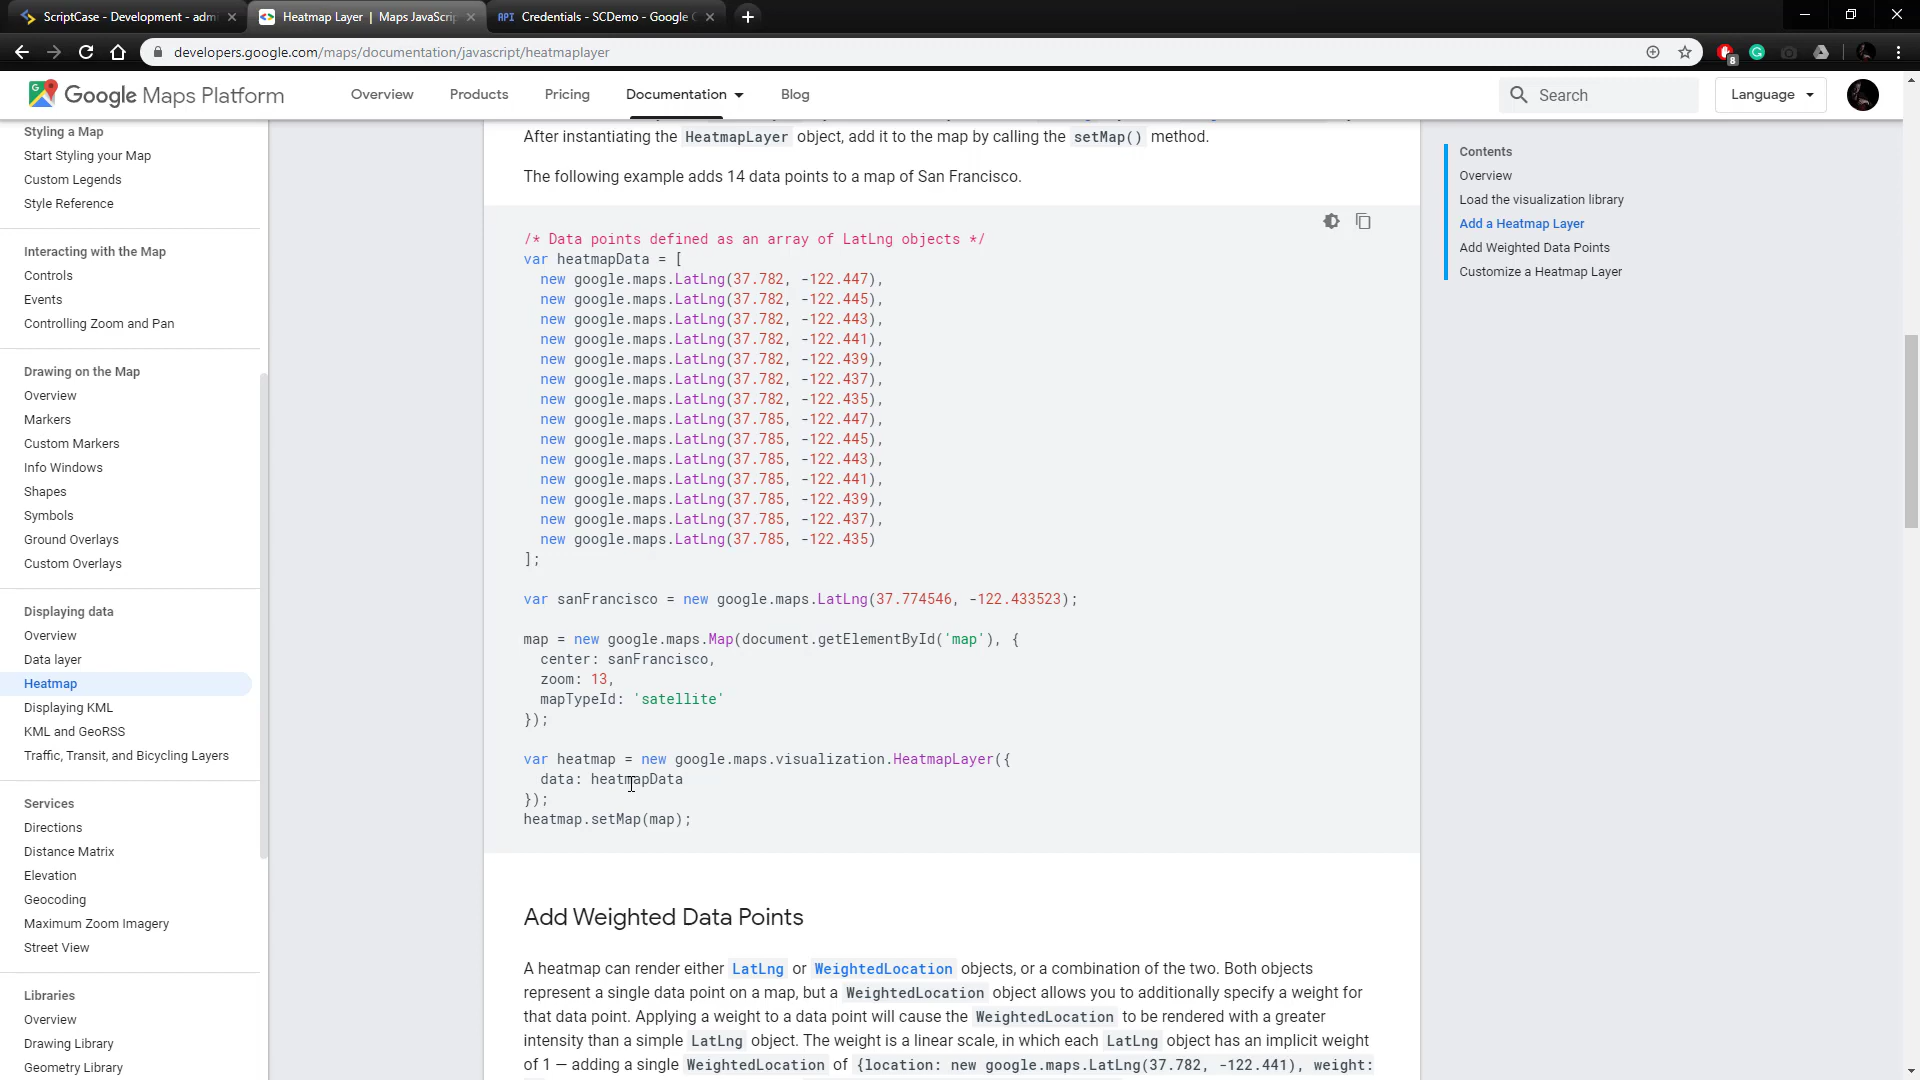 ScriptCase - Development - adm
Heatmap Layer | Maps JavaScrip
API Credentials - SCDemo - Google
developers.google.com/maps/documentation/javascript/heatmaplayer
8
Google Maps Platform
Overview
Products
Pricing
Documentation
Blog
Search
Language
Styling a Map
Start Styling your Map
Custom Legends
Style Reference
Interacting with the Map
Controls
Events
Controlling Zoom and Pan
Drawing on the Map
Overview
Markers
Custom Markers
Info Windows
Shapes
Symbols
Ground Overlays
Custom Overlays
Displaying data
Overview
Data layer
Heatmap
Displaying KML
KML and GeoRSS
Traffic, Transit, and Bicycling Layers
Services
Directions
Distance Matrix
Elevation
Geocoding
Maximum Zoom Imagery
Street View
Libraries
Overview
Drawing Library
Geometry Library
After instantiating the HeatmapLayer object, add it to the map by calling the setMap() method.
The following example adds 14 data points to a map of San Francisco.
/* Data points defined as an array of LatLng objects */
var heatmapData = [
new google.maps.LatLng(37.782, -122.447),
new google.maps.LatLng(37.782, -122.445),
new google.maps.LatLng(37.782, -122.443),
new google.maps.LatLng(37.782, -122.441),
new google.maps.LatLng(37.782, -122.439),
new google.maps.LatLng(37.782, -122.437),
new google.maps.LatLng(37.782, -122.435),
new google.maps.LatLng(37.785, -122.447),
new google.maps.LatLng(37.785, -122.445),
new google.maps.LatLng(37.785, -122.443),
new google.maps.LatLng(37.785, -122.441),
new google.maps.LatLng(37.785, -122.439),
new google.maps.LatLng(37.785, -122.437),
new google.maps.LatLng(37.785, -122.435)
];
var sanFrancisco = new google.maps.LatLng(37.774546, -122.433523);
map = new google.maps.Map(document.getElementById('map'), {
center: sanFrancisco,
zoom: 13,
mapTypeId: 'satellite'
});
var heatmap = new google.maps.visualization.HeatmapLayer({
data: heatmapData
});
heatmap.setMap(map);
Add Weighted Data Points
A heatmap can render either LatLng or WeightedLocation objects, or a combination of the two. Both objects
represent a single data point on a map, but a WeightedLocation object allows you to additionally specify a weight for
that data point. Applying a weight to a data point will cause the WeightedLocation to be rendered with a greater
intensity than a simple LatLng object. The weight is a linear scale, in which each LatLng object has an implicit weight
of 1 — adding a single WeightedLocation of {location: new google.maps.LatLng(37.782, -122.441), weight:
Contents
Overview
Load the visualization library
Add a Heatmap Layer
Add Weighted Data Points
Customize a Heatmap Layer